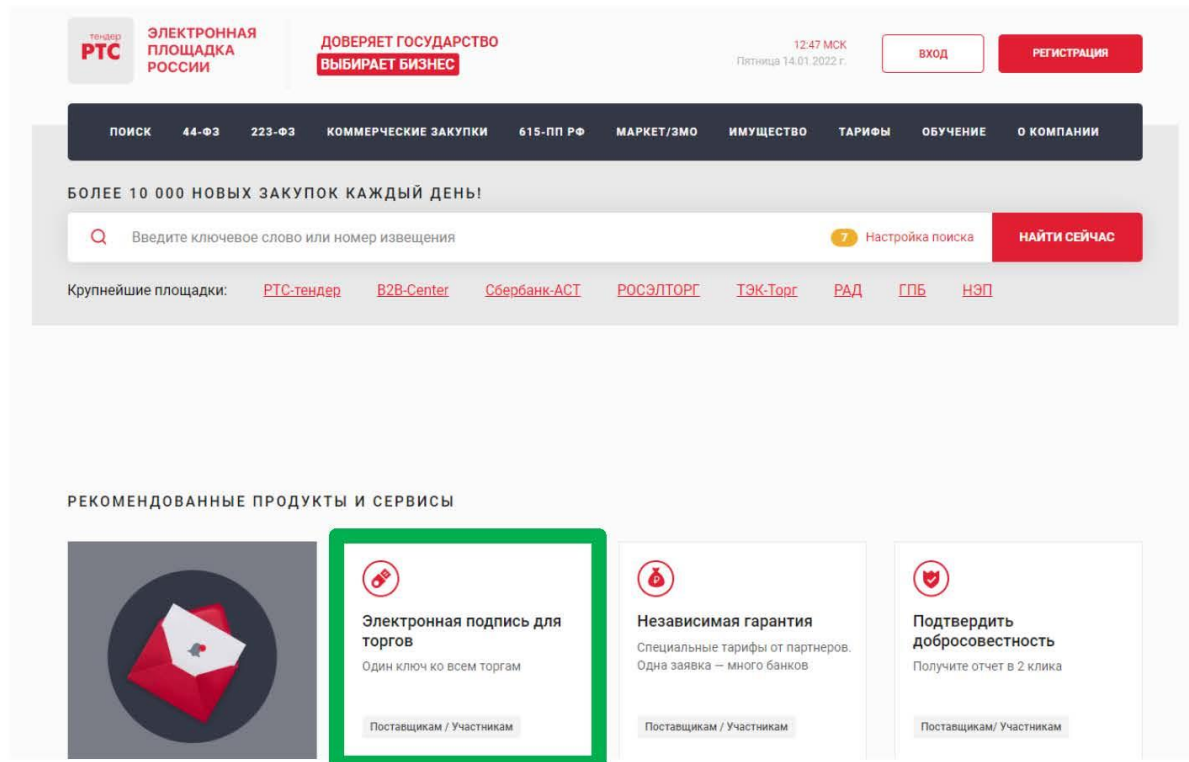 тендер
РТС
ЭЛЕКТРОННАЯ
ПЛОЩАДКА
РОССИИ
ДОВЕРЯЕТ ГОСУДАРСТВО
ВЫБИРАЕТ БИЗНЕС
12:47 МСК
Пятница 14.01.2022 г.
ВХОД
РЕГИСТРАЦИЯ
ПОИСК 44-ФЗ 223-ФЗ КОММЕРЧЕСКИЕ ЗАКУПКИ 615-ПП РФ МАРКЕТ/ЗМО ИМУЩЕСТВО ТАРИФЫ ОБУЧЕНИЕ О КОМПАНИИ
БОЛЕЕ 10 000 НОВЫХ ЗАКУПОК КАЖДЫЙ ДЕНЬ!
Введите ключевое слово или номер извещения 7 Настройка поиска НАЙТИ СЕЙЧАС
Крупнейшие площадки: РТС-тендер B2B-Center Сбербанк-АСТ РОСЭЛТОРГ ТЭК-Торг РАД ГПБ НЭП
РЕКОМЕНДОВАННЫЕ ПРОДУКТЫ И СЕРВИСЫ
Электронная подпись для
торгов
Один ключ ко всем торгам
Поставщикам / Участникам
Независимая гарантия
Специальные тарифы от партнеров.
Одна заявка — много банков
Поставщикам / Участникам
Подтвердить
добросовестность
Получите отчет в 2 клика
Поставщикам/ Участникам